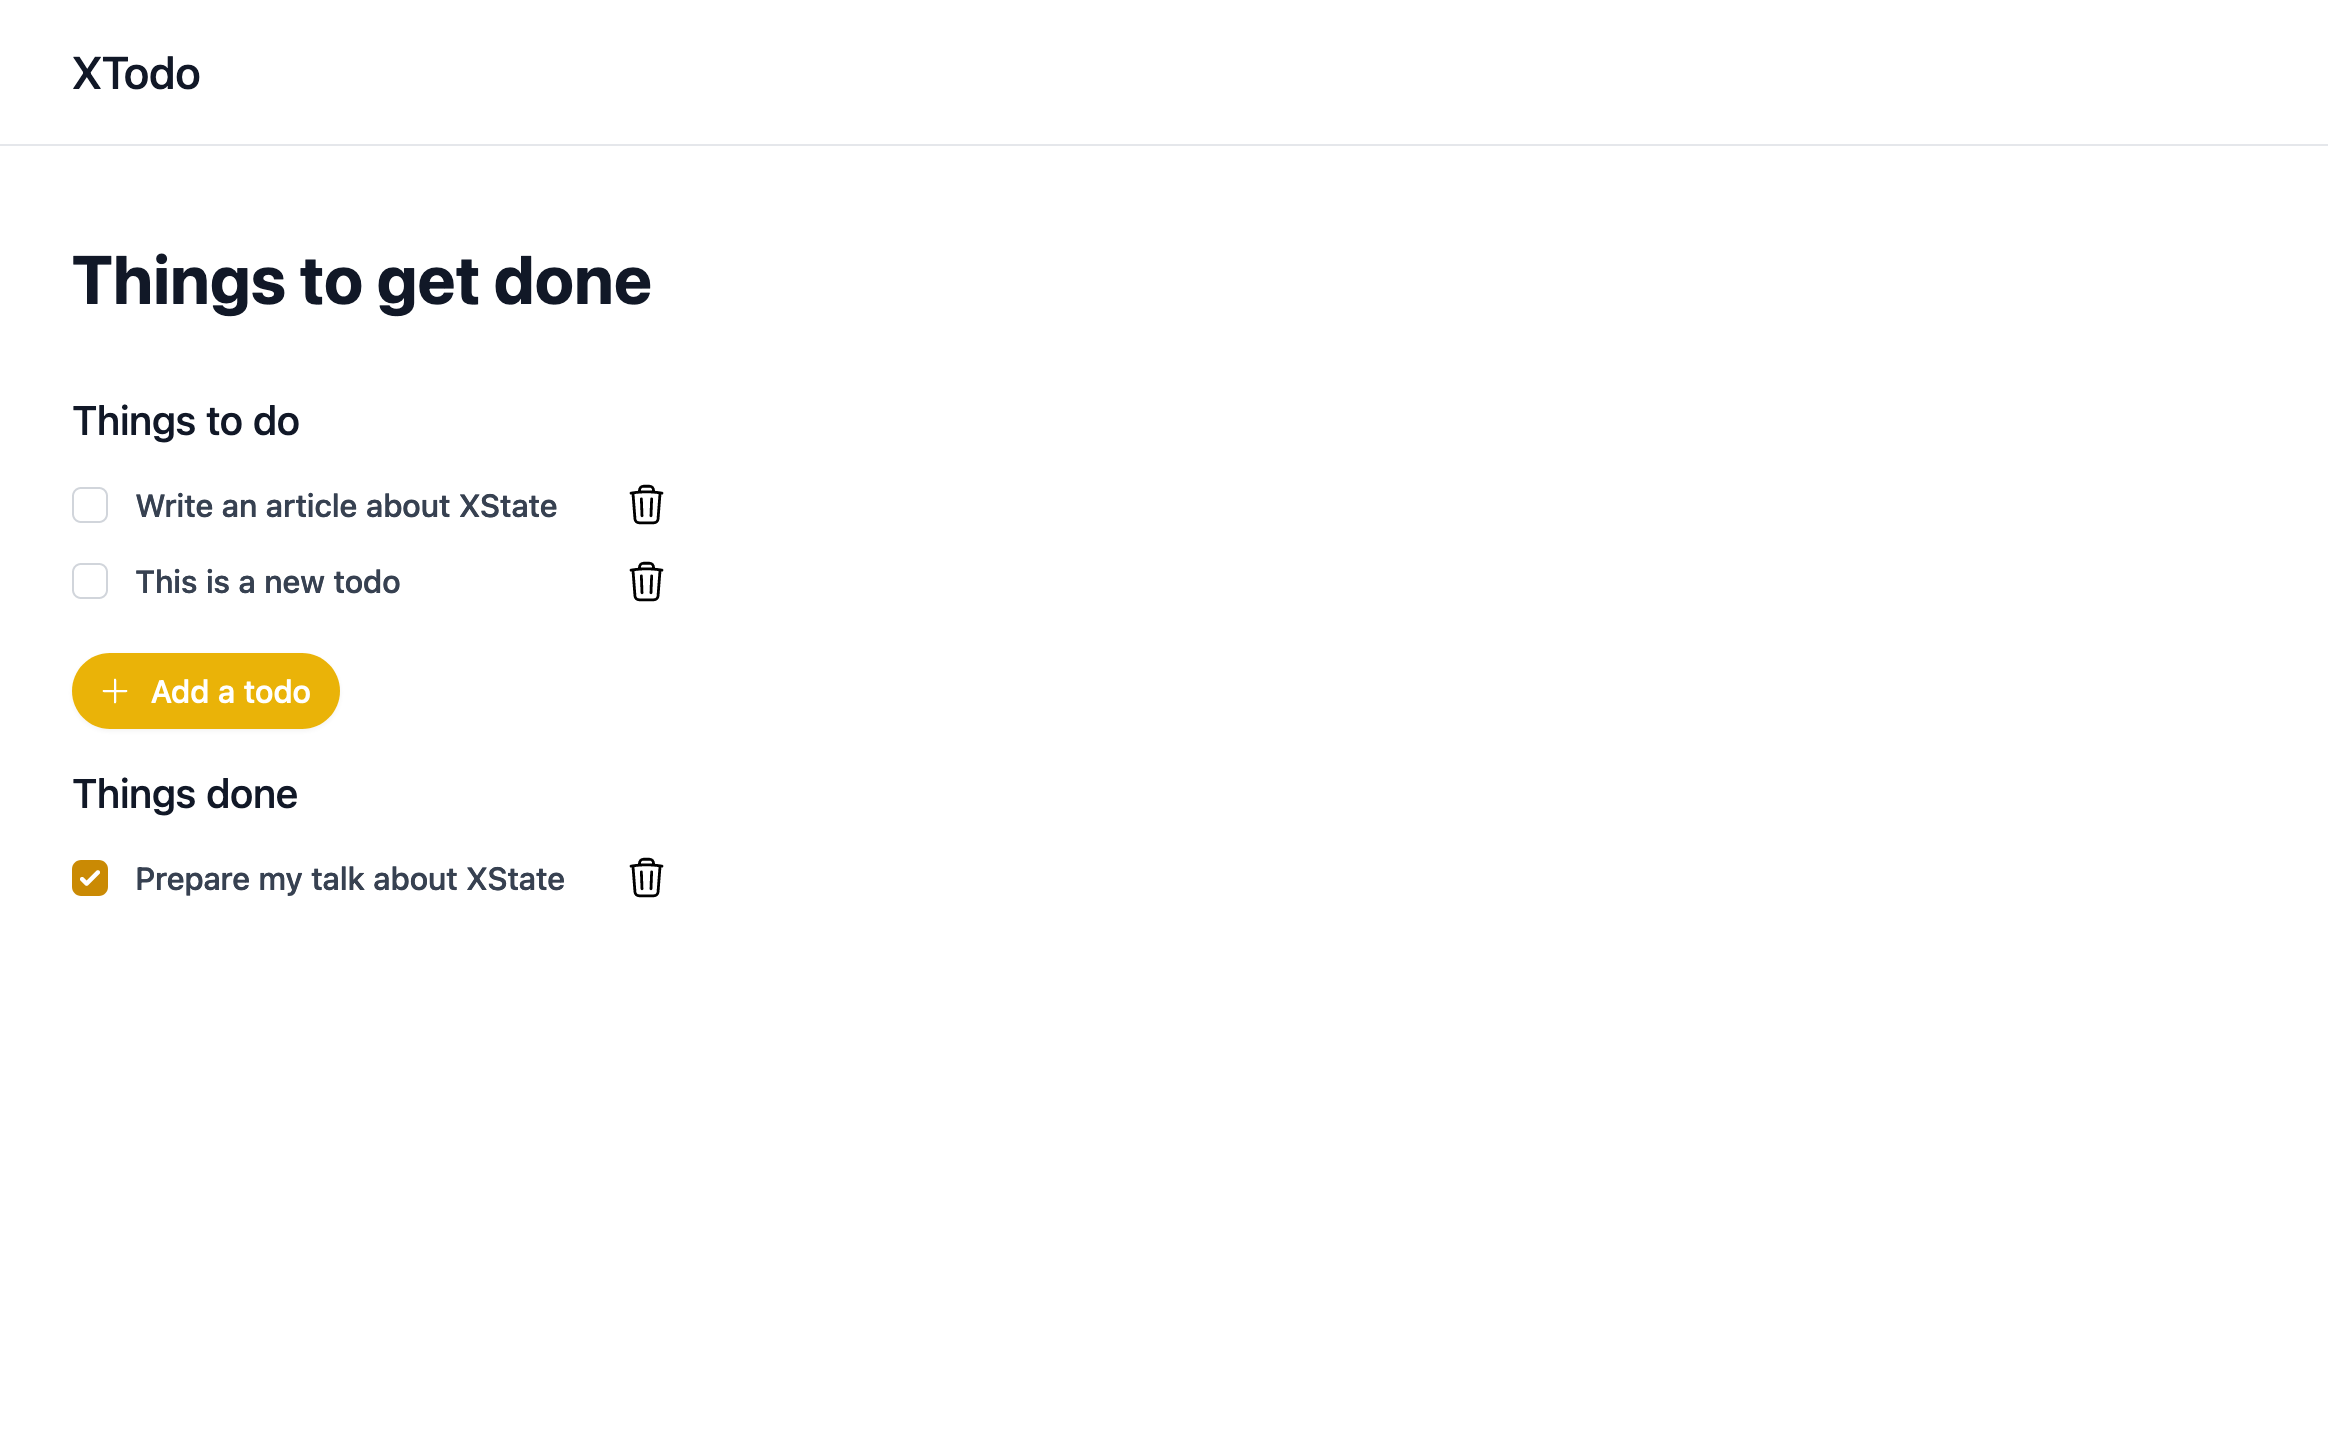 XTodo
Things to get done
Things to do
Write an article about XState
This is a new todo
Add a todo
Things done
Prepare my talk about XState